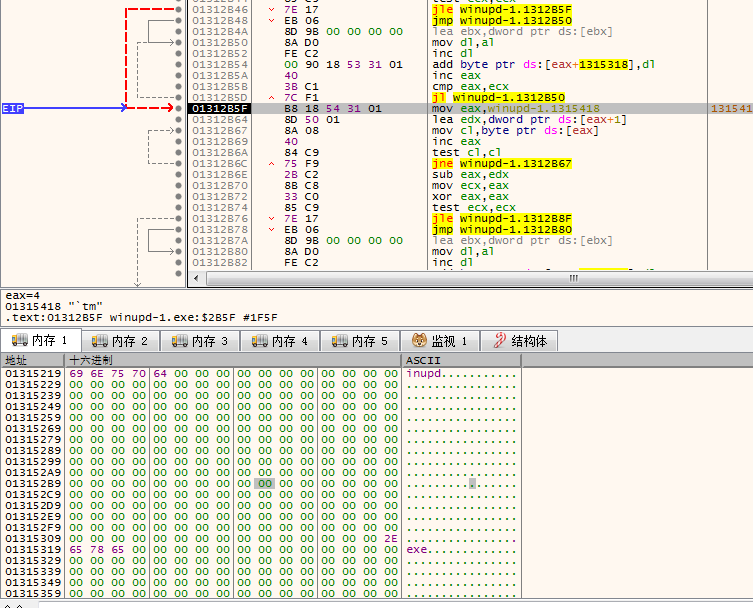 85 C9 test ecx,ecx
01312B46 7E 17 jle winupd-1.1312B5F
01312B48 EB 06 jmp winupd-1.1312B50
01312B4A 8D 9B 00 00 00 00 lea ebx,dword ptr ds:[ebx]
01312B50 8A D0 mov dl,al
01312B52 FE C2 inc dl
01312B54 00 90 18 53 31 01 add byte ptr ds:[eax+1315318],dl
01312B5A 40 inc eax
01312B5B 3B C1 cmp eax,ecx
01312B5D 7C F1 jl winupd-1.1312B50
EIP 01312B5F B8 18 54 31 01 mov eax,winupd-1.1315418 131541
01312B64 8D 50 01 lea edx,dword ptr ds:[eax+1]
01312B67 8A 08 mov cl,byte ptr ds:[eax]
01312B69 40 inc eax
01312B6A 84 C9 test cl,cl
01312B6C 75 F9 jne winupd-1.1312B67
01312B6E 2B C2 sub eax,edx
01312B70 8B C8 mov ecx,eax
01312B72 33 C0 xor eax,eax
01312B74 85 C9 test ecx,ecx
01312B76 7E 17 jle winupd-1.1312B8F
01312B78 EB 06 jmp winupd-1.1312B80
01312B7A 8D 9B 00 00 00 00 lea ebx,dword ptr ds:[ebx]
01312B80 8A D0 mov dl,al
01312B82 FE C2 inc dl
eax=4
01315418 "`tm"
.text:01312B5F winupd-1.exe:$2B5F #1F5F
内存 1 内存 2 内存 3 内存 4 内存 5 监视 1 结构体
地址 十六进制 ASCII
01315219 69 6E 75 70 64 00 00 00 00 00 00 00 00 00 00 00 inupd...........
01315229 00 00 00 00 00 00 00 00 00 00 00 00 00 00 00 00 ................
01315239 00 00 00 00 00 00 00 00 00 00 00 00 00 00 00 00 ................
01315249 00 00 00 00 00 00 00 00 00 00 00 00 00 00 00 00 ................
01315259 00 00 00 00 00 00 00 00 00 00 00 00 00 00 00 00 ................
01315269 00 00 00 00 00 00 00 00 00 00 00 00 00 00 00 00 ................
01315279 00 00 00 00 00 00 00 00 00 00 00 00 00 00 00 00 ................
01315289 00 00 00 00 00 00 00 00 00 00 00 00 00 00 00 00 ................
01315299 00 00 00 00 00 00 00 00 00 00 00 00 00 00 00 00 ................
013152A9 00 00 00 00 00 00 00 00 00 00 00 00 00 00 00 00 ................
013152B9 00 00 00 00 00 00 00 00 00 00 00 00 00 00 00 00 ................
013152C9 00 00 00 00 00 00 00 00 00 00 00 00 00 00 00 00 ................
013152D9 00 00 00 00 00 00 00 00 00 00 00 00 00 00 00 00 ................
013152E9 00 00 00 00 00 00 00 00 00 00 00 00 00 00 00 00 ................
013152F9 00 00 00 00 00 00 00 00 00 00 00 00 00 00 00 00 ................
01315309 00 00 00 00 00 00 00 00 00 00 00 00 00 00 00 2E ................
01315319 65 78 65 00 00 00 00 00 00 00 00 00 00 00 00 00 exe.............
01315329 00 00 00 00 00 00 00 00 00 00 00 00 00 00 00 00 ................
01315339 00 00 00 00 00 00 00 00 00 00 00 00 00 00 00 00 ................
01315349 00 00 00 00 00 00 00 00 00 00 00 00 00 00 00 00 ................
01315359 00 00 00 00 00 00 00 00 00 00 00 00 00 00 00 00 ................